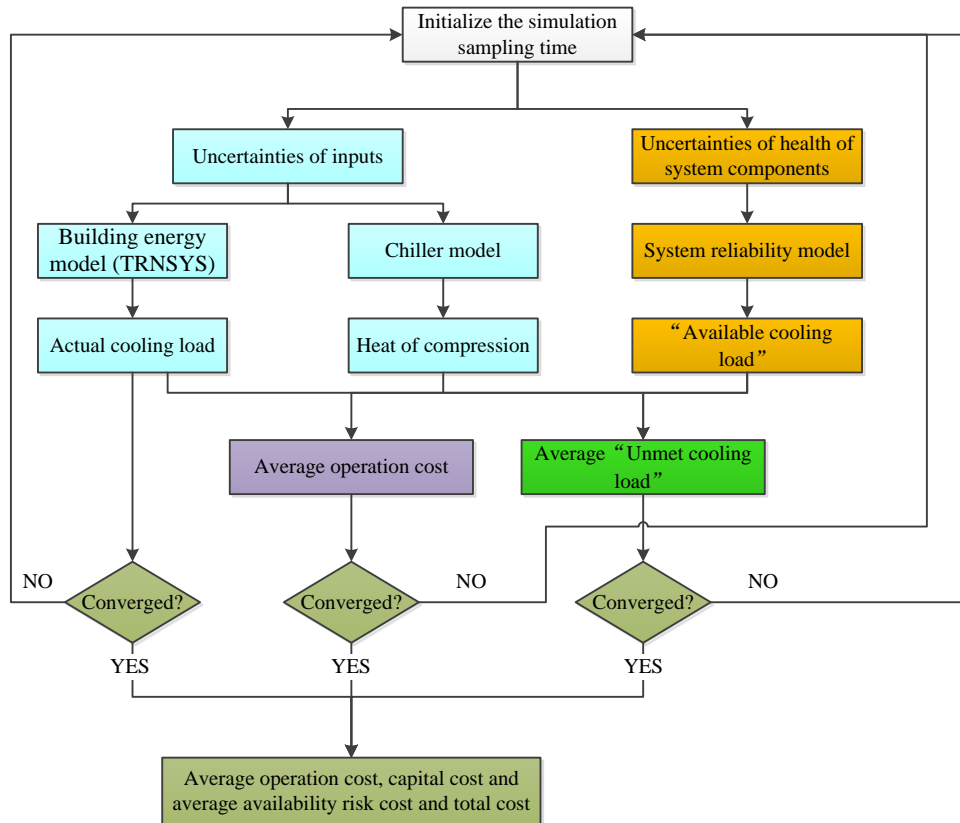 Initialize the simulation
sampling time
Uncertainties of inputs
Uncertainties of health of
system components
Building energy
model (TRNSYS)
Chiller model
System reliability model
Actual cooling load
Heat of compression
“Available cooling
load”
Average operation cost
Average“Unmet cooling
load”
NO
Converged?
NO
Converged?
NO
Converged?
YES
YES
YES
Average operation cost, capital cost and
average availability risk cost and total cost